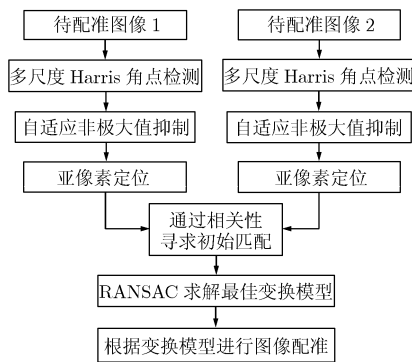 待配准图像 1
待配准图像 2
多尺度 Harris 角点检测
多尺度 Harris 角点检测
自适应非极大值抑制
自适应非极大值抑制
亚像素定位
亚像素定位
通过相关性
寻求初始匹配
RANSAC 求解最佳变换模型
根据变换模型进行图像配准